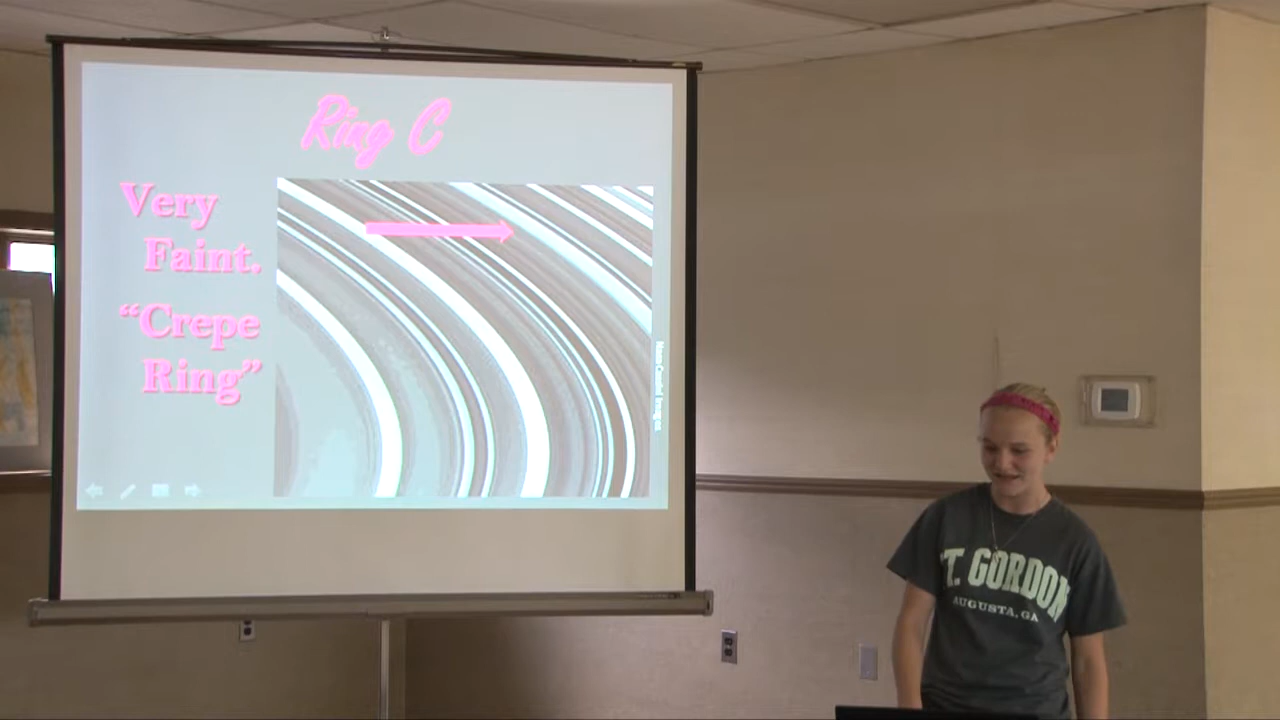 Ring C
Very
Faint.
“Crepe
Ring”
T. GORDON
AUGUSTA, GA